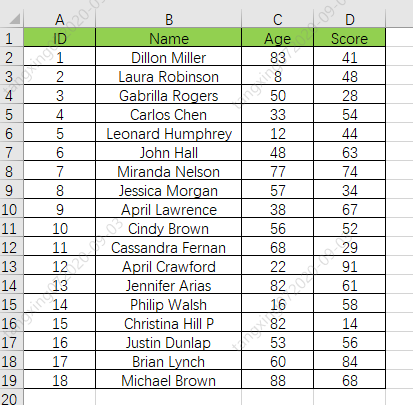 A B C D
1 ID Name Age Score
2 1 Dillon Miller 83 41
3 2 Laura Robinson 8 48
4 3 Gabrilla Rogers 50 28
5 4 Carlos Chen 33 54
6 5 Leonard Humphrey 12 44
7 6 John Hall 48 63
8 7 Miranda Nelson 77 74
9 8 Jessica Morgan 57 34
10 9 April Lawrence 38 67
11 10 Cindy Brown 56 52
12 11 Cassandra Fernan 68 29
13 12 April Crawford 22 91
14 13 Jennifer Arias 82 61
15 14 Philip Walsh 16 58
16 15 Christina Hill P 82 14
17 16 Justin Dunlap 53 56
18 17 Brian Lynch 60 84
19 18 Michael Brown 88 68
20